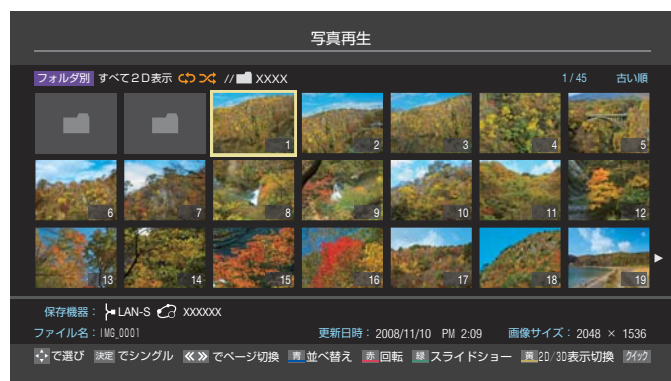 写真再生
フォルダ別 すべて2D表示 // XXXX 1/45 古い順
1 2 3 4 5
6 7 8 9 10 11 12
13 14 15 16 17 18 19
保存機器： LAN-S XXXXXX
ファイル名：IMG_0001 更新日時：2008/11/10 PM 2:09 画像サイズ：2048 × 1536
で選び 決定 でシングル ≪ ≫ でページ切換 青 並べ替え 赤 回転 緑 スライドショー 黄 2D/3D表示切換 クイック